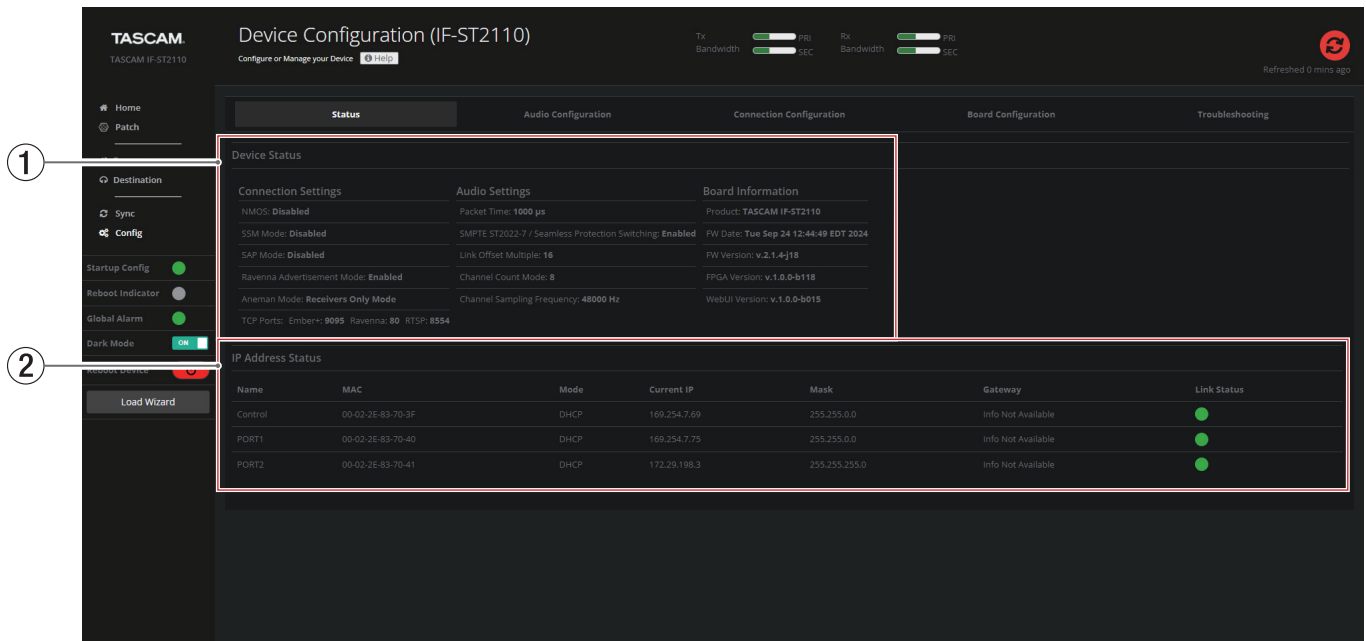 TASCAM
TASCAM IF-ST2110
Device Configuration (IF-ST2110)
Configure or Manage your Device Help
Tx Bandwidth PRI SEC
Rx Bandwidth PRI SEC
Refreshed 0 mins ago
Home
Patch
Destination
Sync
Config
Startup Config
Reboot Indicator
Global Alarm
Dark Mode ON
Reboot Device
Load Wizard
Status Audio Configuration Connection Configuration Board Configuration Troubleshooting
1
Device Status
Connection Settings
NMOS: Disabled
SSM Mode: Disabled
SAP Mode: Disabled
Ravenna Advertisement Mode: Enabled
Aneman Mode: Receivers Only Mode
TCP Ports: Ember+: 9095 Ravenna: 80 RTSP: 8554
Audio Settings
Packet Time: 1000 µs
SMPTE ST2022-7 / Seamless Protection Switching: Enabled
Link Offset Multiple: 16
Channel Count Mode: 8
Channel Sampling Frequency: 48000 Hz
Board Information
Product: TASCAM IF-ST2110
FW Date: Tue Sep 24 12:44:49 EDT 2024
FW Version: v.2.1.4-j18
FPGA Version: v.1.0.0-b118
WebUI Version: v.1.0.0-b015
2
IP Address Status
Name MAC Mode Current IP Mask Gateway Link Status
Control 00-02-2E-83-70-3F DHCP 169.254.7.69 255.255.0.0 Info Not Available
PORT1 00-02-2E-83-70-40 DHCP 169.254.7.75 255.255.0.0 Info Not Available
PORT2 00-02-2E-83-70-41 DHCP 172.29.198.3 255.255.255.0 Info Not Available